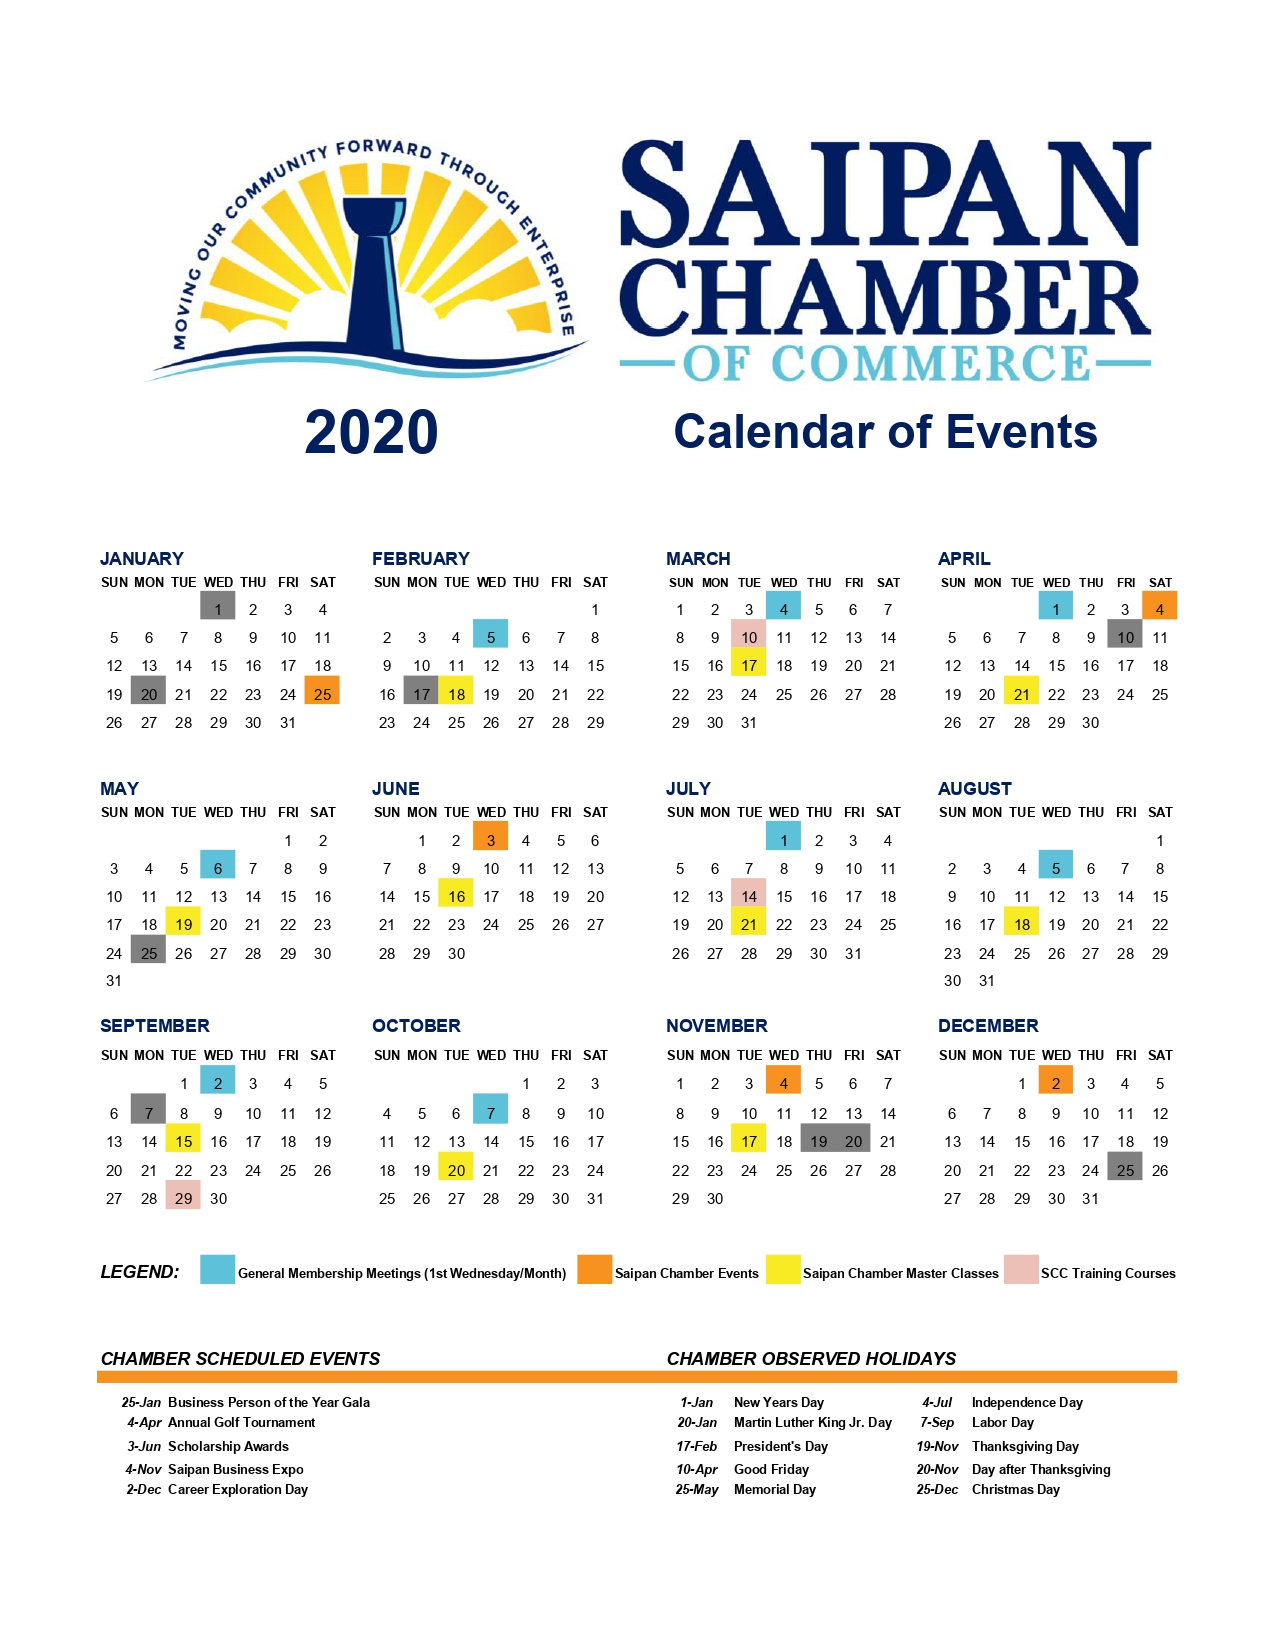 MOVING OUR COMMUNITY FORWARD THROUGH ENTERPRISE
SAIPAN
CHAMBER
OF COMMERCE
2020
Calendar of Events
JANUARY
SUN MON TUE WED THU FRI SAT
1 2 3 4
5 6 7 8 9 10 11
12 13 14 15 16 17 18
19 20 21 22 23 24 25
26 27 28 29 30 31
FEBRUARY
SUN MON TUE WED THU FRI SAT
1
2 3 4 5 6 7 8
9 10 11 12 13 14 15
16 17 18 19 20 21 22
23 24 25 26 27 28 29
MARCH
SUN MON TUE WED THU FRI SAT
1 2 3 4 5 6 7
8 9 10 11 12 13 14
15 16 17 18 19 20 21
22 23 24 25 26 27 28
29 30 31
APRIL
SUN MON TUE WED THU FRI SAT
1 2 3 4
5 6 7 8 9 10 11
12 13 14 15 16 17 18
19 20 21 22 23 24 25
26 27 28 29 30
MAY
SUN MON TUE WED THU FRI SAT
1 2
3 4 5 6 7 8 9
10 11 12 13 14 15 16
17 18 19 20 21 22 23
24 25 26 27 28 29 30
31
JUNE
SUN MON TUE WED THU FRI SAT
1 2 3 4 5 6
7 8 9 10 11 12 13
14 15 16 17 18 19 20
21 22 23 24 25 26 27
28 29 30
JULY
SUN MON TUE WED THU FRI SAT
1 2 3 4
5 6 7 8 9 10 11
12 13 14 15 16 17 18
19 20 21 22 23 24 25
26 27 28 29 30 31
AUGUST
SUN MON TUE WED THU FRI SAT
1
2 3 4 5 6 7 8
9 10 11 12 13 14 15
16 17 18 19 20 21 22
23 24 25 26 27 28 29
30 31
SEPTEMBER
SUN MON TUE WED THU FRI SAT
1 2 3 4 5
6 7 8 9 10 11 12
13 14 15 16 17 18 19
20 21 22 23 24 25 26
27 28 29 30
OCTOBER
SUN MON TUE WED THU FRI SAT
1 2 3
4 5 6 7 8 9 10
11 12 13 14 15 16 17
18 19 20 21 22 23 24
25 26 27 28 29 30 31
NOVEMBER
SUN MON TUE WED THU FRI SAT
1 2 3 4 5 6 7
8 9 10 11 12 13 14
15 16 17 18 19 20 21
22 23 24 25 26 27 28
29 30
DECEMBER
SUN MON TUE WED THU FRI SAT
1 2 3 4 5
6 7 8 9 10 11 12
13 14 15 16 17 18 19
20 21 22 23 24 25 26
27 28 29 30 31
LEGEND: General Membership Meetings (1st Wednesday/Month) Saipan Chamber Events Saipan Chamber Master Classes SCC Training Courses
CHAMBER SCHEDULED EVENTS
25-Jan Business Person of the Year Gala
4-Apr Annual Golf Tournament
3-Jun Scholarship Awards
4-Nov Saipan Business Expo
2-Dec Career Exploration Day
CHAMBER OBSERVED HOLIDAYS
1-Jan New Years Day
20-Jan Martin Luther King Jr. Day
17-Feb President's Day
10-Apr Good Friday
25-May Memorial Day
4-Jul Independence Day
7-Sep Labor Day
19-Nov Thanksgiving Day
20-Nov Day after Thanksgiving
25-Dec Christmas Day